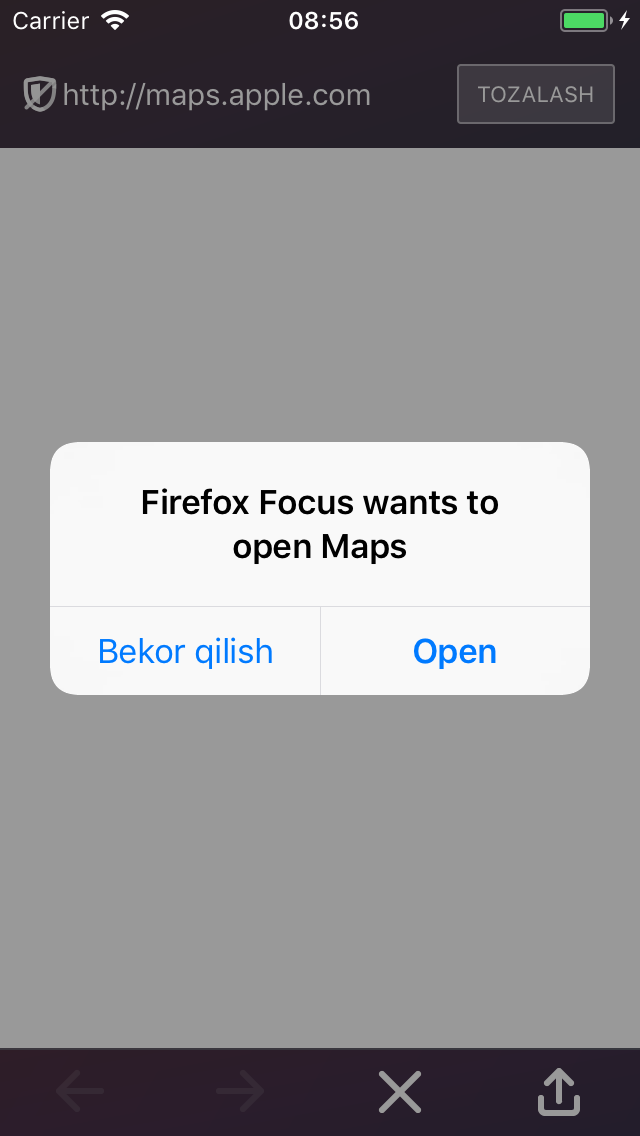 Carrier 08:56
http://maps.apple.com TOZALASH
Firefox Focus wants to
open Maps
Bekor qilish Open